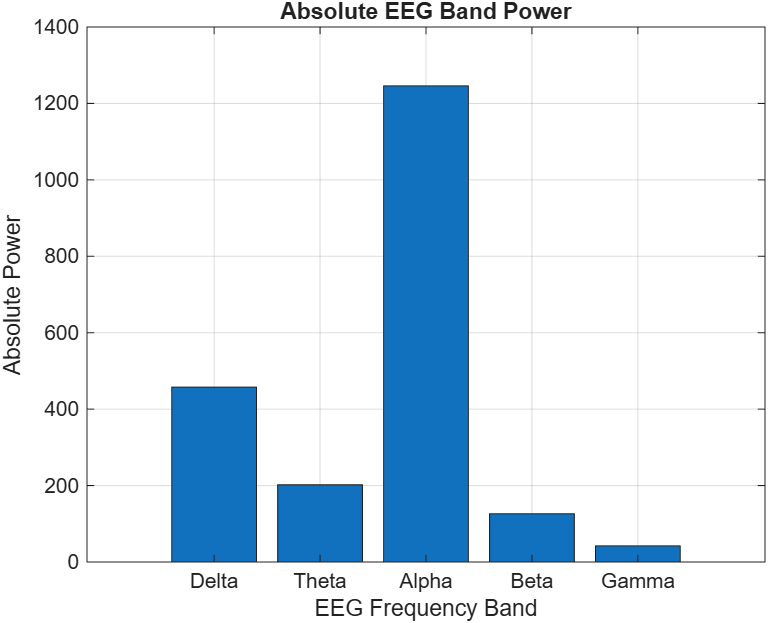 Absolute EEG Band Power
1400
1200
1000
800
600
400
200
0
Absolute Power
Delta Theta Alpha Beta Gamma
EEG Frequency Band